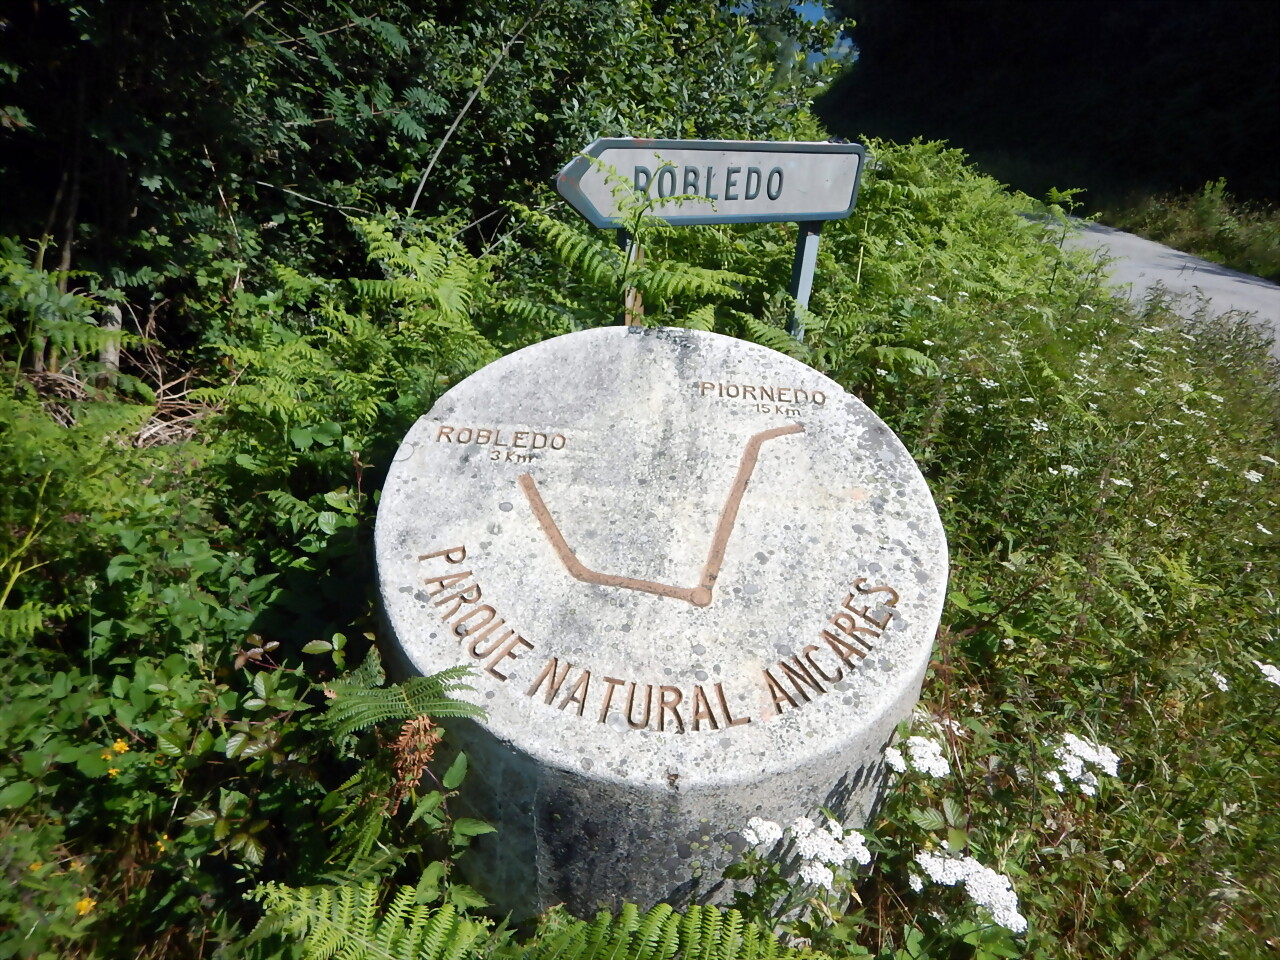 ROBLEDO
PIORNEDO
15 Km
ROBLEDO
3 Km
PARQUE NATURAL ANCARES